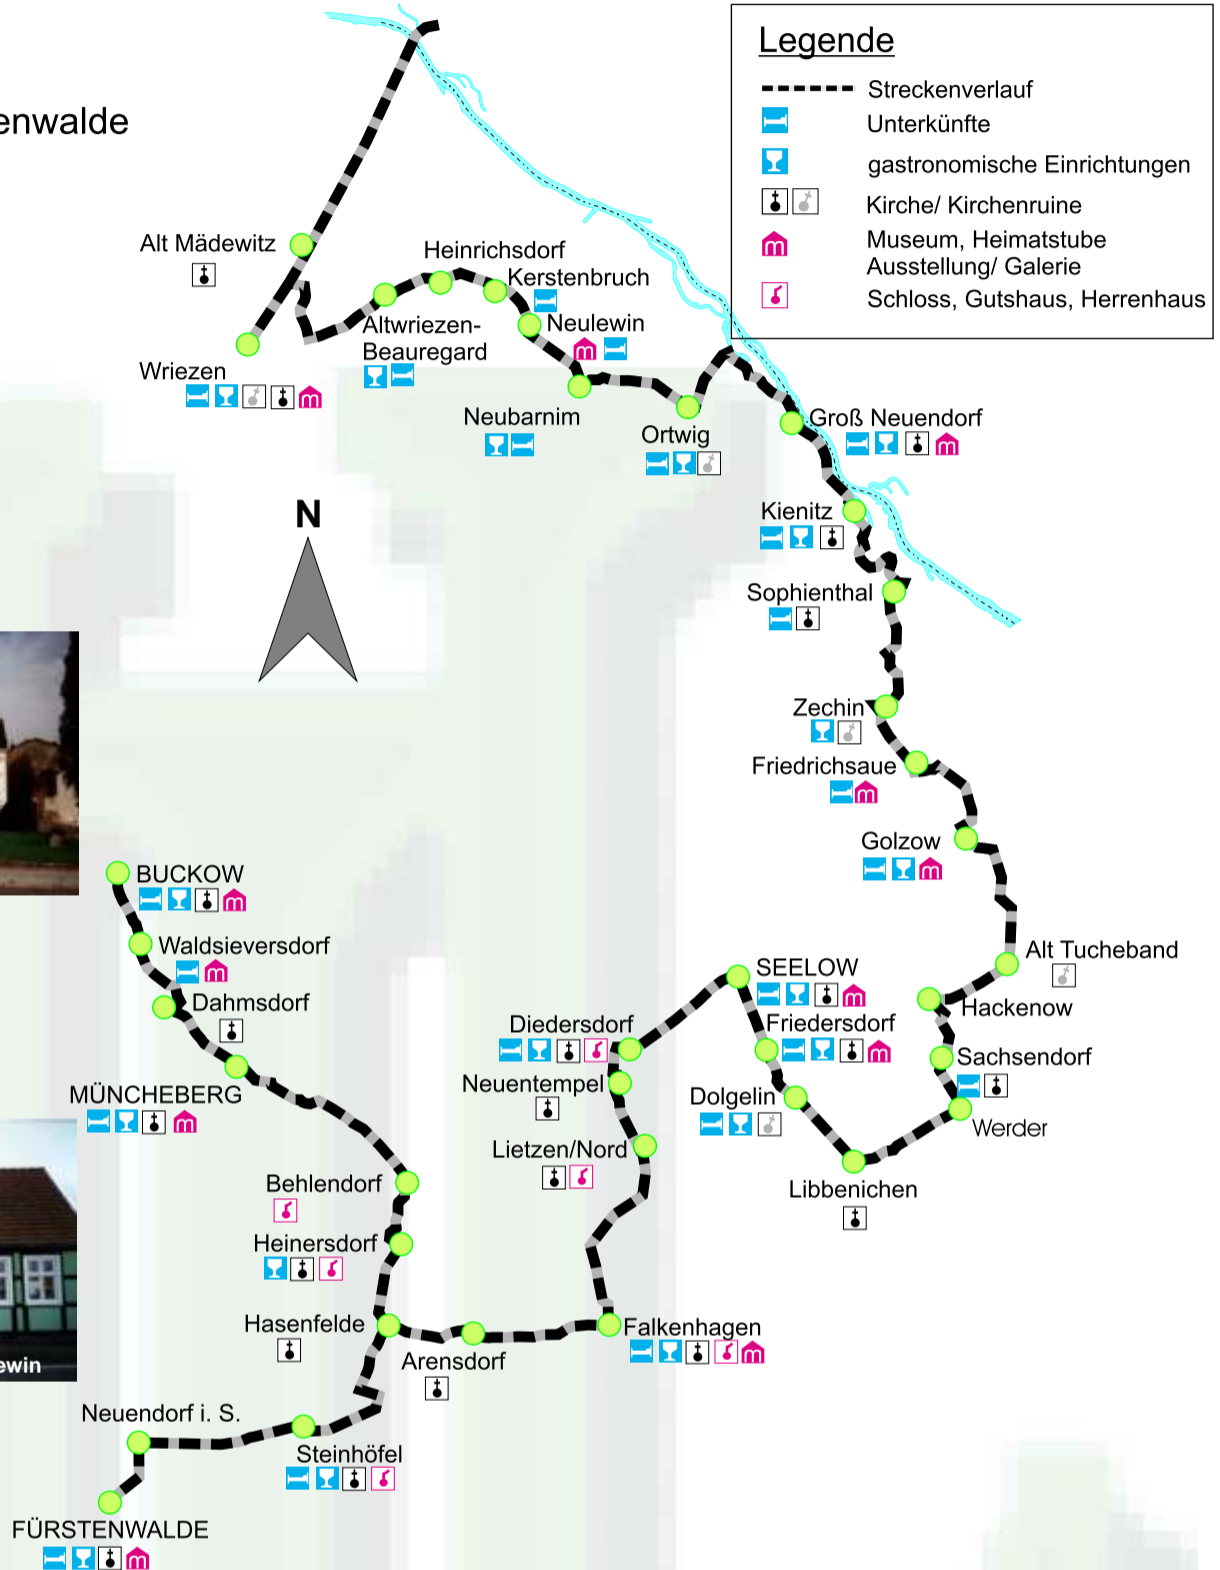 enwalde
Legende
Streckenverlauf
Unterkünfte
gastronomische Einrichtungen
Kirche/ Kirchenruine
Museum, Heimatstube
Ausstellung/ Galerie
Schloss, Gutshaus, Herrenhaus
Alt Mädewitz
Heinrichsdorf
Kerstenbruch
Altwriezen-
Beauregard
Neulewin
Wriezen
Neubarnim
Ortwig
Groß Neuendorf
N
Kienitz
Sophienthal
Zechin
Friedrichsaue
Golzow
BUCKOW
Waldsieversdorf
Dahmsdorf
MÜNCHEBERG
Alt Tucheband
SEELOW
Hackenow
Diedersdorf
Friedersdorf
Neuentempel
Sachsendorf
Dolgelin
Werder
Lietzen/Nord
Libbenichen
Behlendorf
Heinersdorf
Hasenfelde
Arensdorf
Falkenhagen
ewin
Neuendorf i. S.
Steinhöfel
FÜRSTENWALDE